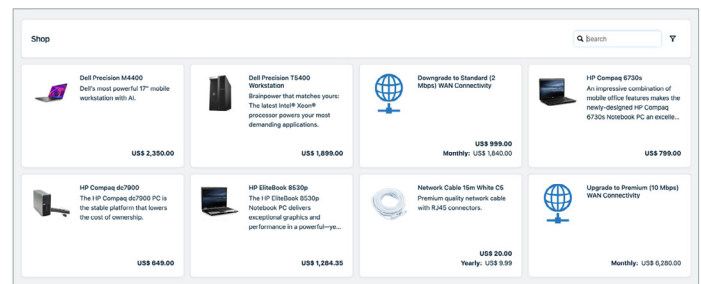 Shop
Search
Dell Precision M4400
Dell's most powerful 17" mobile
workstation with AI.
US$ 2,350.00
Dell Precision T5400
Workstation
Brainpower that matches yours:
The latest Intel® Xeon®
processor powers your most
demanding applications.
US$ 1,899.00
Downgrade to Standard (2
Mbps) WAN Connectivity
US$ 999.00
Monthly: US$ 1,840.00
HP Compaq 6730s
An impressive combination of
mobile office features makes the
newly-designed HP Compaq
6730s Notebook PC an excelle...
US$ 799.00
HP Compaq dc7900
The HP Compaq dc7900 PC is
the stable platform that lowers
the cost of ownership.
US$ 649.00
HP EliteBook 8530p
The HP EliteBook 8530p
Notebook PC delivers
exceptional graphics and
performance in a powerful—ye...
US$ 1,284.35
Network Cable 15m White C5
Premium quality network cable
with RJ45 connectors.
US$ 20.00
Yearly: US$ 9.99
Upgrade to Premium (10 Mbps)
WAN Connectivity
Monthly: US$ 6,280.00